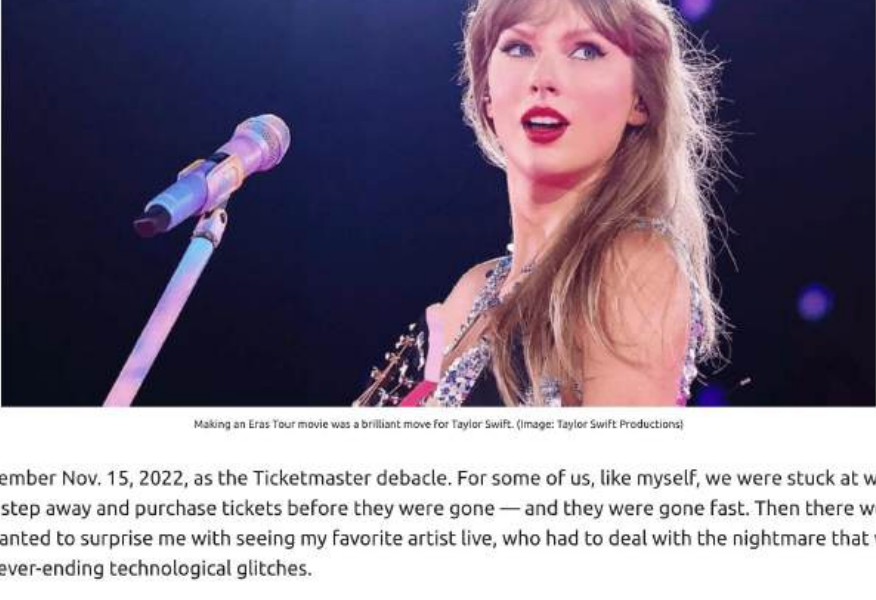 Making an Eras Tour movie was a brilliant move for Taylor Swift. (Image: Taylor Swift Productions)
ember Nov. 15, 2022, as the Ticketmaster debacle. For some of us, like myself, we were stuck at w
step away and purchase tickets before they were gone — and they were gone fast. Then there w
anted to surprise me with seeing my favorite artist live, who had to deal with the nightmare that
ever-ending technological glitches.